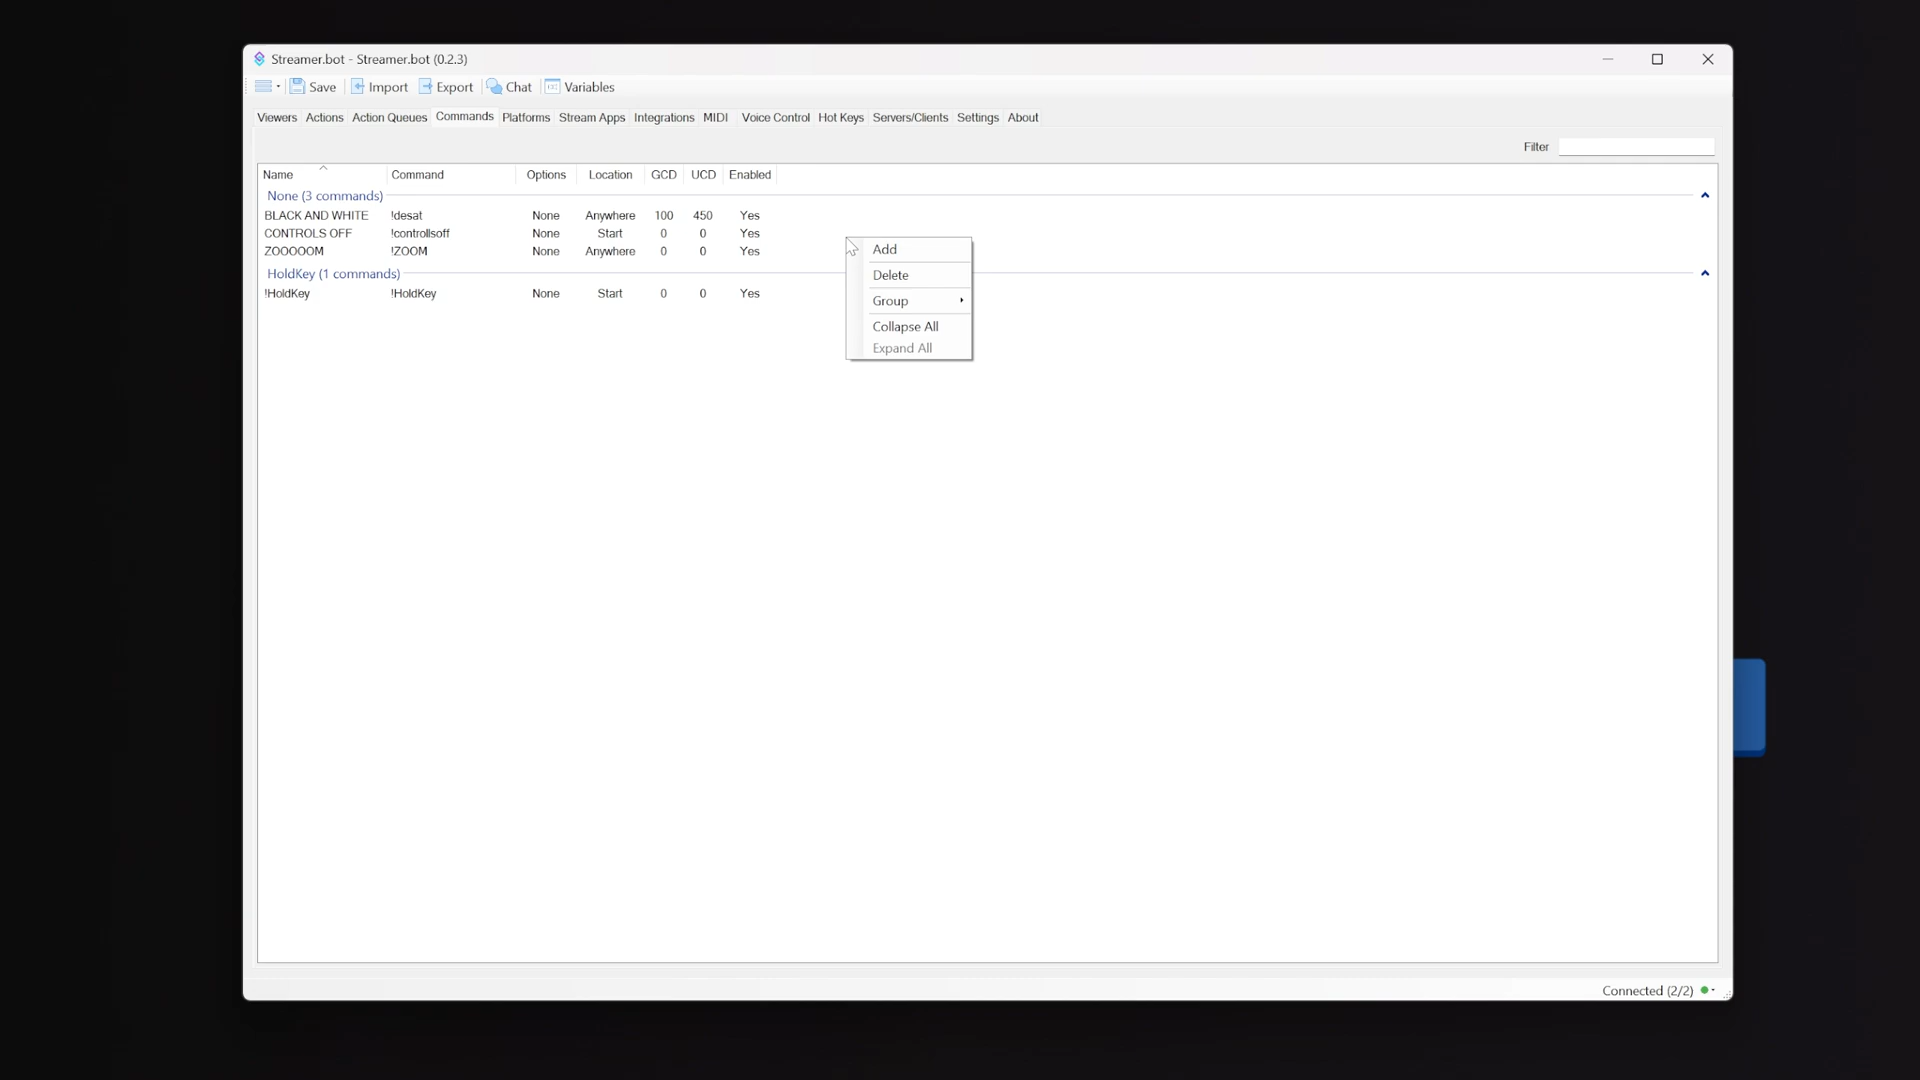 Streamer.bot - Streamer.bot (0.2.3)
Save Import Export Chat Variables
Viewers Actions Action Queues Commands Platforms Stream Apps Integrations MIDI Voice Control Hot Keys Servers/Clients Settings About
Filter
Name Command Options Location GCD UCD Enabled
None (3 commands)
BLACK AND WHITE !desat None Anywhere 100 450 Yes
CONTROLS OFF !controllsoff None Start 0 0 Yes
ZOOOOOM !ZOOM None Anywhere 0 0 Yes
HoldKey (1 commands)
!HoldKey !HoldKey None Start 0 0 Yes
Add
Delete
Group
Collapse All
Expand All
Connected (2/2)